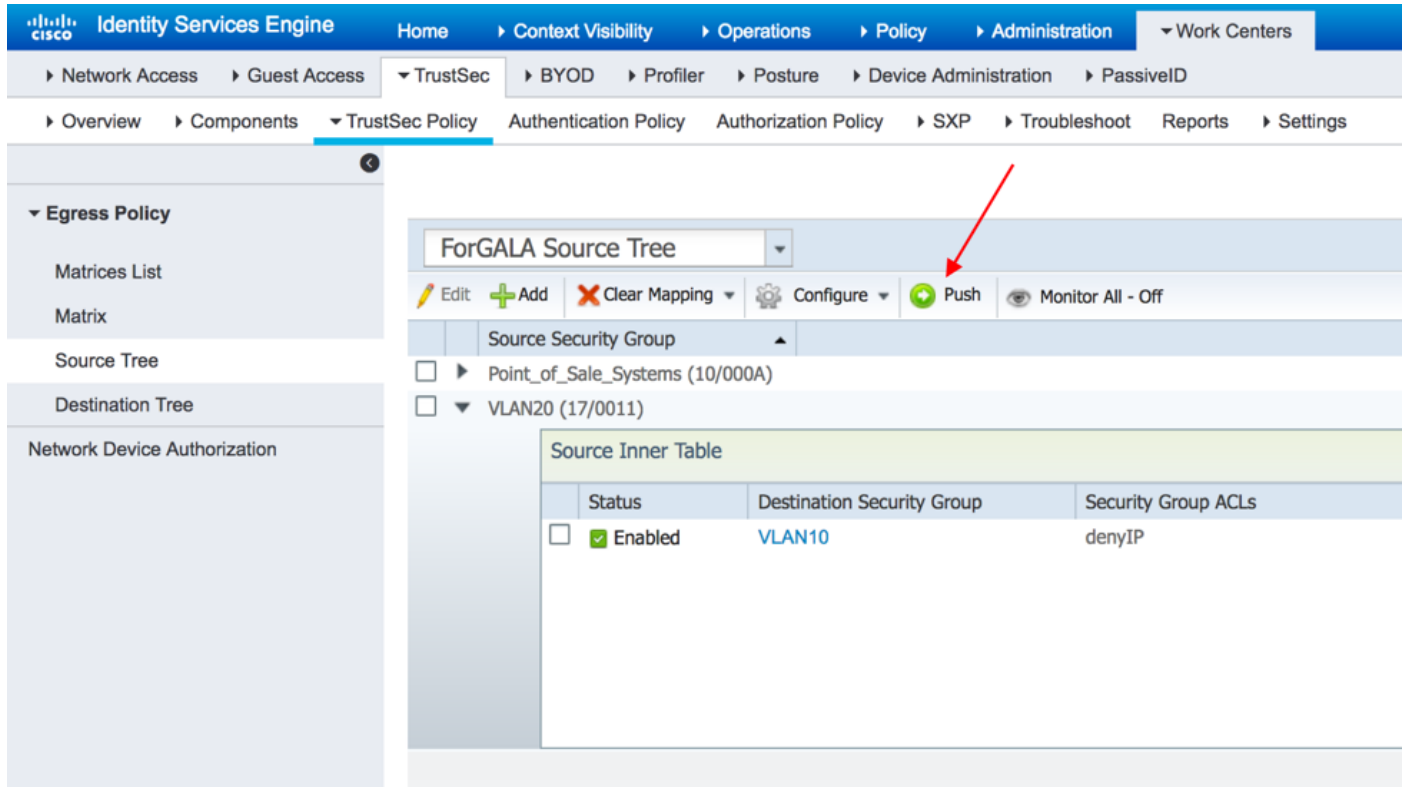 cisco Identity Services Engine Home Context Visibility Operations Policy Administration Work Centers
Network Access Guest Access TrustSec BYOD Profiler Posture Device Administration PassiveID
Overview Components TrustSec Policy Authentication Policy Authorization Policy SXP Troubleshoot Reports Settings
Egress Policy
Matrices List
Matrix
Source Tree
Destination Tree
Network Device Authorization
ForGALA Source Tree
Edit Add Clear Mapping Configure Push Monitor All - Off
Source Security Group
Point_of_Sale_Systems (10/000A)
VLAN20 (17/0011)
Source Inner Table
Status Destination Security Group Security Group ACLs
Enabled VLAN10 denyIP